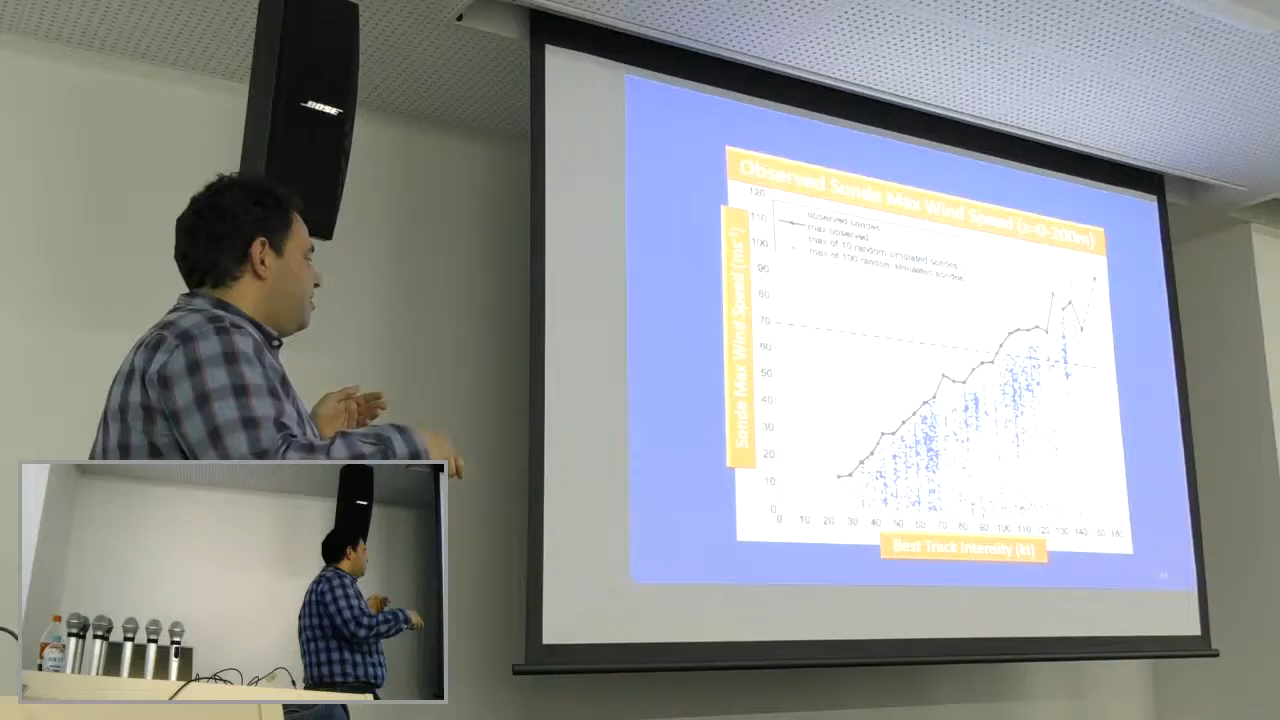 BOSE
Observed Sonde Max Wind Speed (z=0-200m)
Sonde Max Wind Speed (ms⁻¹)
120
110
100
90
80
70
60
50
40
30
20
10
0
observed sondes
max observed
max of 10 random simulated sondes
max of 100 random simulated sondes
0 10 20 30 40 50 60 70 80 90 100 110 120 130 140 150 160
Best Track Intensity (kt)